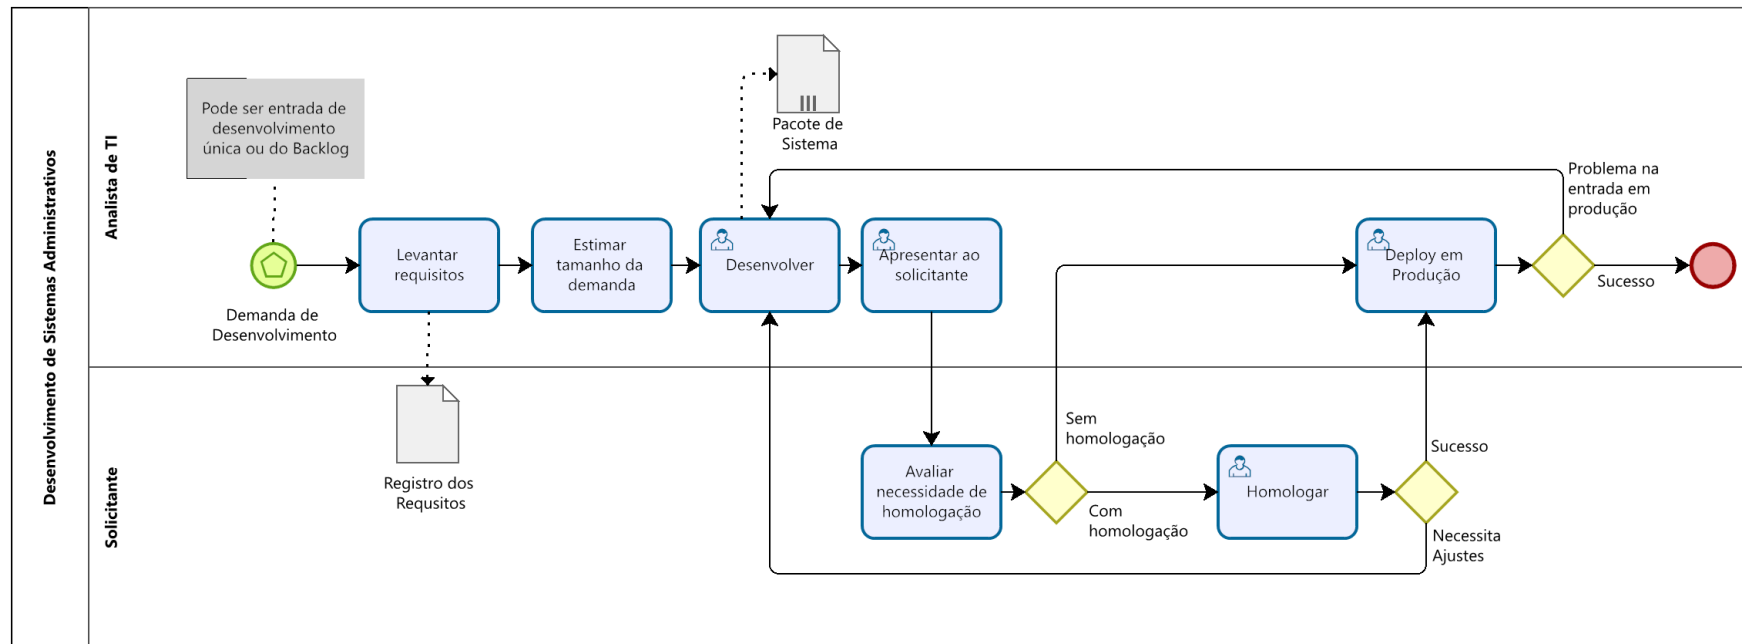 Desenvolvimento de Sistemas Administrativos
Analista de TI
Pode ser entrada de
desenvolvimento
única ou do Backlog
Demanda de
Desenvolvimento
Levantar
requisitos
Registro dos
Requsitos
Estimar
tamanho da
demanda
Desenvolver
Pacote de
Sistema
Apresentar ao
solicitante
Deploy em
Produção
Problema na
entrada em
produção
Sucesso
Solicitante
Avaliar
necessidade de
homologação
Sem
homologação
Com
homologação
Homologar
Sucesso
Necessita
Ajustes